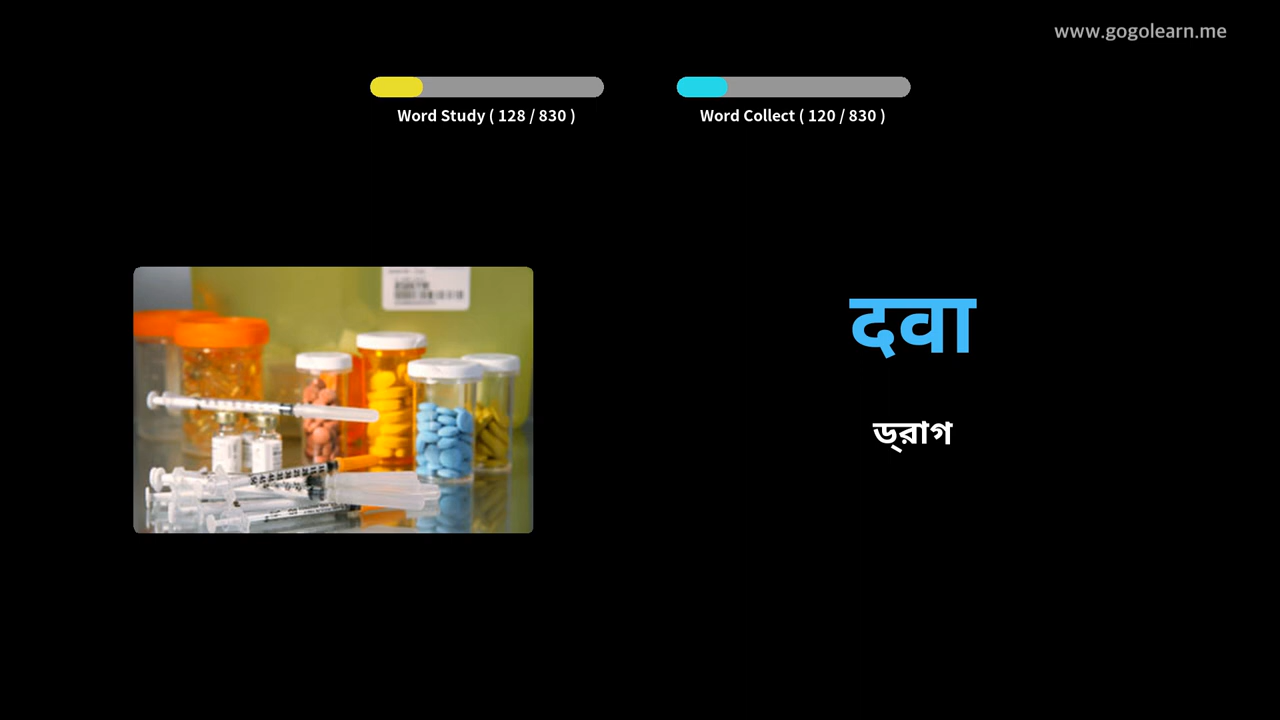 www.gogolearn.me
Word Study ( 128 / 830 )
Word Collect ( 120 / 830 )
दवा
ড্রাগ